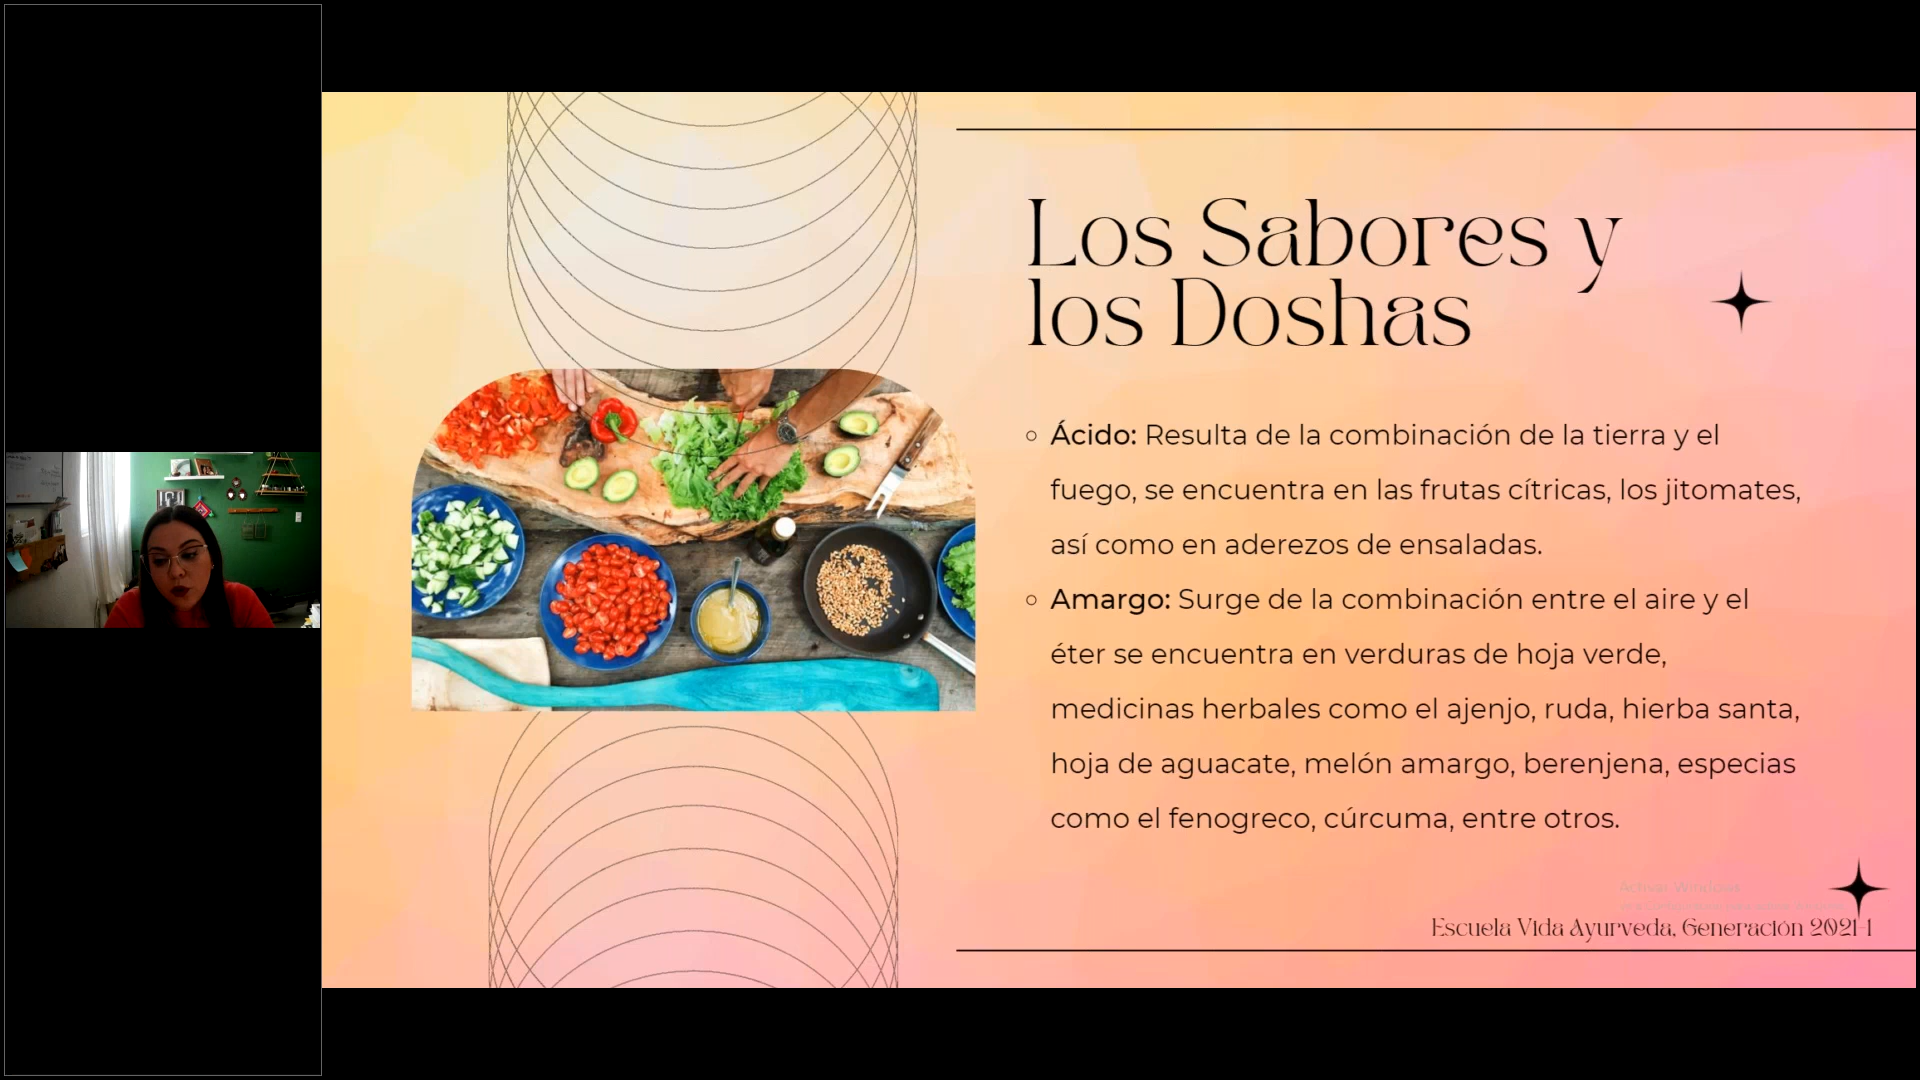 Los Sabores y
los Doshas
Ácido: Resulta de la combinación de la tierra y el
fuego, se encuentra en las frutas cítricas, los jitomates,
así como en aderezos de ensaladas.
Amargo: Surge de la combinación entre el aire y el
éter se encuentra en verduras de hoja verde,
medicinas herbales como el ajenjo, ruda, hierba santa,
hoja de aguacate, melón amargo, berenjena, especias
como el fenogreco, cúrcuma, entre otros.
Activar Windows
Escuela Vida Ayurveda, Generación 2021-1